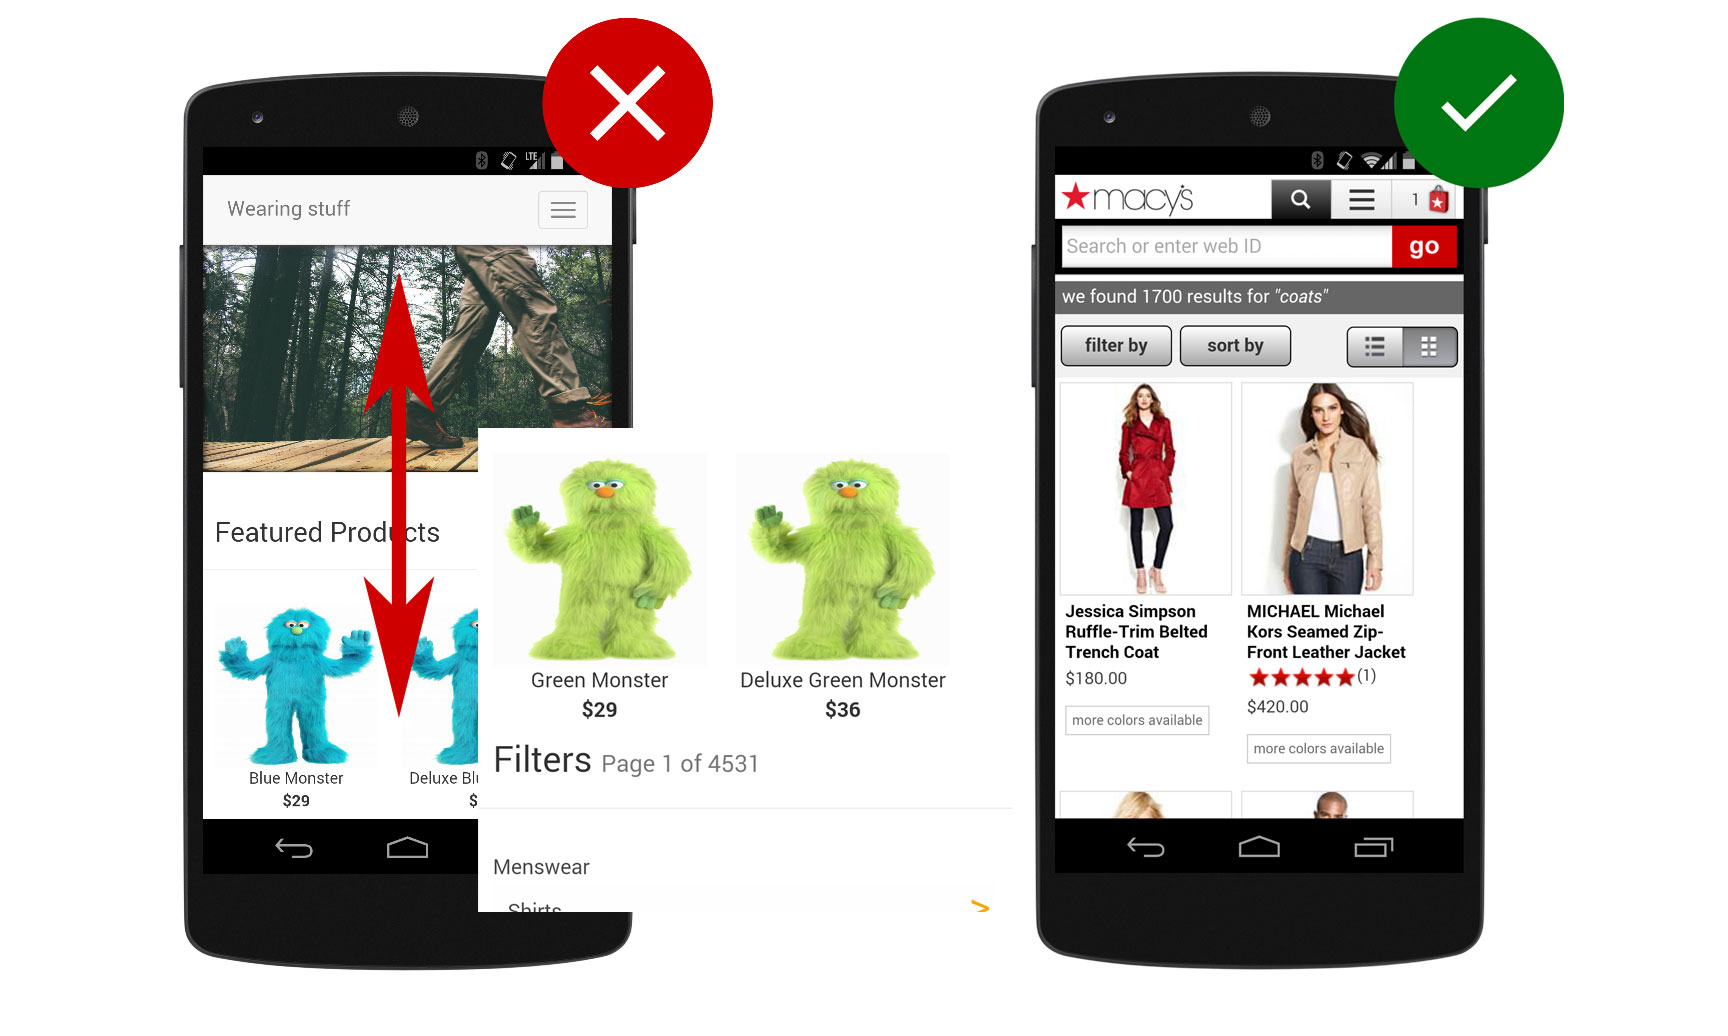 LTE
Wearing stuff
Featured Products
Blue Monster
$29
Deluxe Blu
$
Green Monster
$29
Deluxe Green Monster
$36
Filters Page 1 of 4531
Menswear
Shirts
>
macy's
1
Search or enter web ID
go
we found 1700 results for "coats"
filter by
sort by
Jessica Simpson
Ruffle-Trim Belted
Trench Coat
$180.00
more colors available
MICHAEL Michael
Kors Seamed Zip-
Front Leather Jacket
(1)
$420.00
more colors available